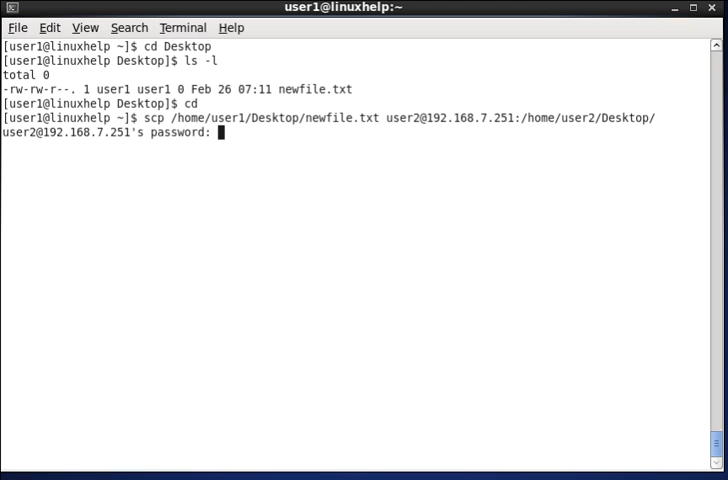 user1@linuxhelp:~
File Edit View Search Terminal Help
[user1@linuxhelp ~]$ cd Desktop
[user1@linuxhelp Desktop]$ ls -l
total 0
-rw-rw-r--. 1 user1 user1 0 Feb 26 07:11 newfile.txt
[user1@linuxhelp Desktop]$ cd
[user1@linuxhelp ~]$ scp /home/user1/Desktop/newfile.txt user2@192.168.7.251:/home/user2/Desktop/
user2@192.168.7.251's password: